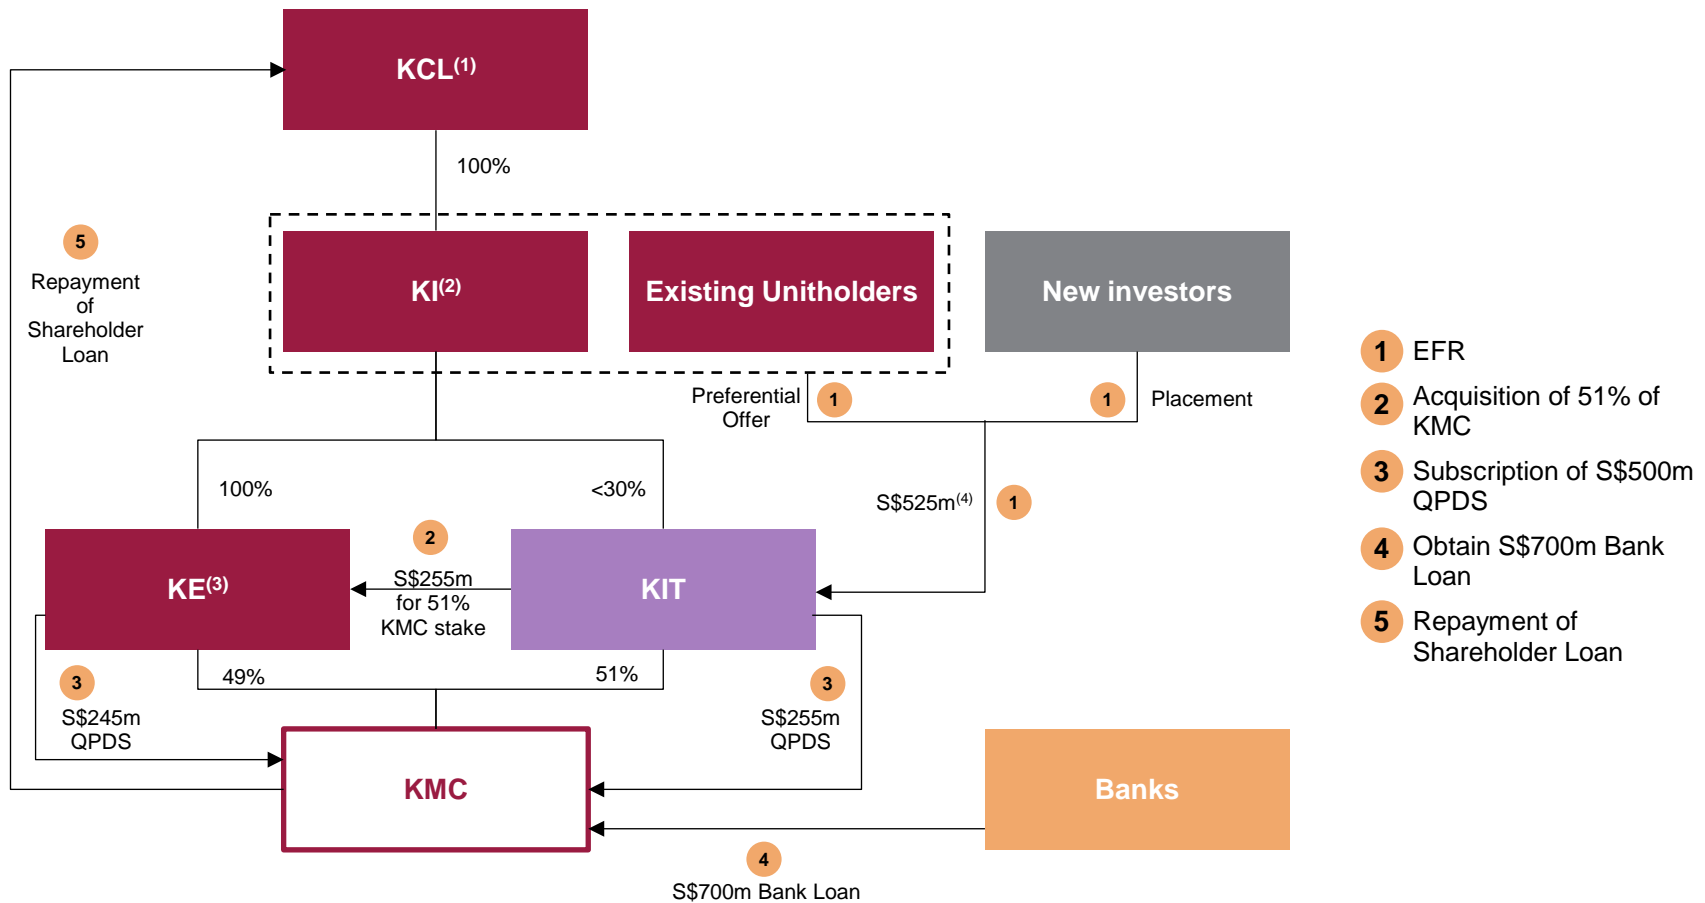 KCL(1)
100%
5
Repayment
of
Shareholder
Loan
KI(2)
Existing Unitholders
New investors
Preferential
Offer
1
1
Placement
100%
<30%
S$525m(4)
1
KE(3)
2
S$255m
for 51%
KMC stake
KIT
49%
51%
3
S$245m
QPDS
3
S$255m
QPDS
KMC
Banks
4
S$700m Bank Loan
1 EFR
2 Acquisition of 51% of
KMC
3 Subscription of S$500m
QPDS
4 Obtain S$700m Bank
Loan
5 Repayment of
Shareholder Loan